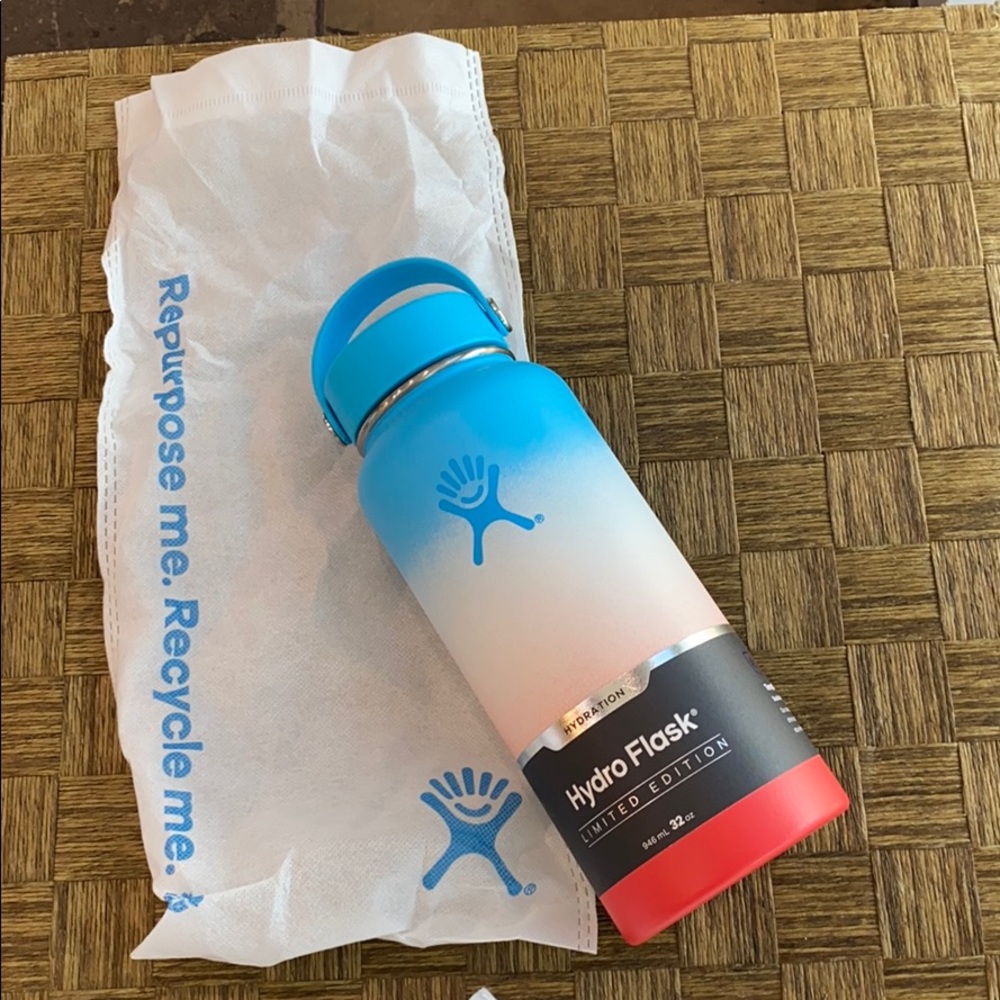 Repurpose me. Recycle me.
®
®
HYDRATION
Hydro Flask®
LIMITED EDITION
946 mL 32 oz